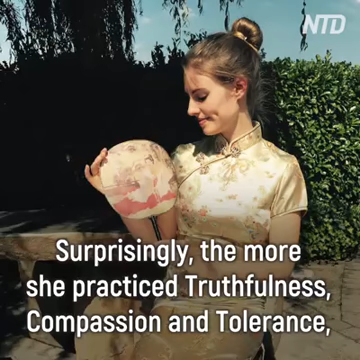 NTD
Surprisingly, the more
she practiced Truthfulness,
Compassion and Tolerance,